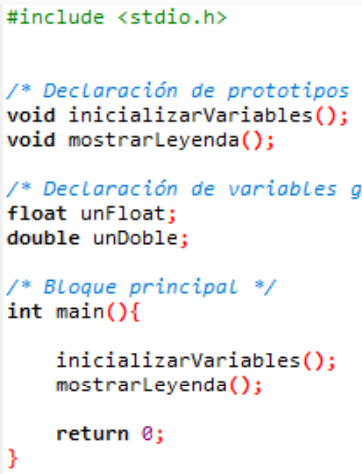 #include <stdio.h>
/* Declaración de prototipos
void inicializarVariables();
void mostrarLeyenda();
/* Declaración de variables g
float unFloat;
double unDoble;
/* Bloque principal */
int main(){
inicializarVariables();
mostrarLeyenda();
return 0;
}